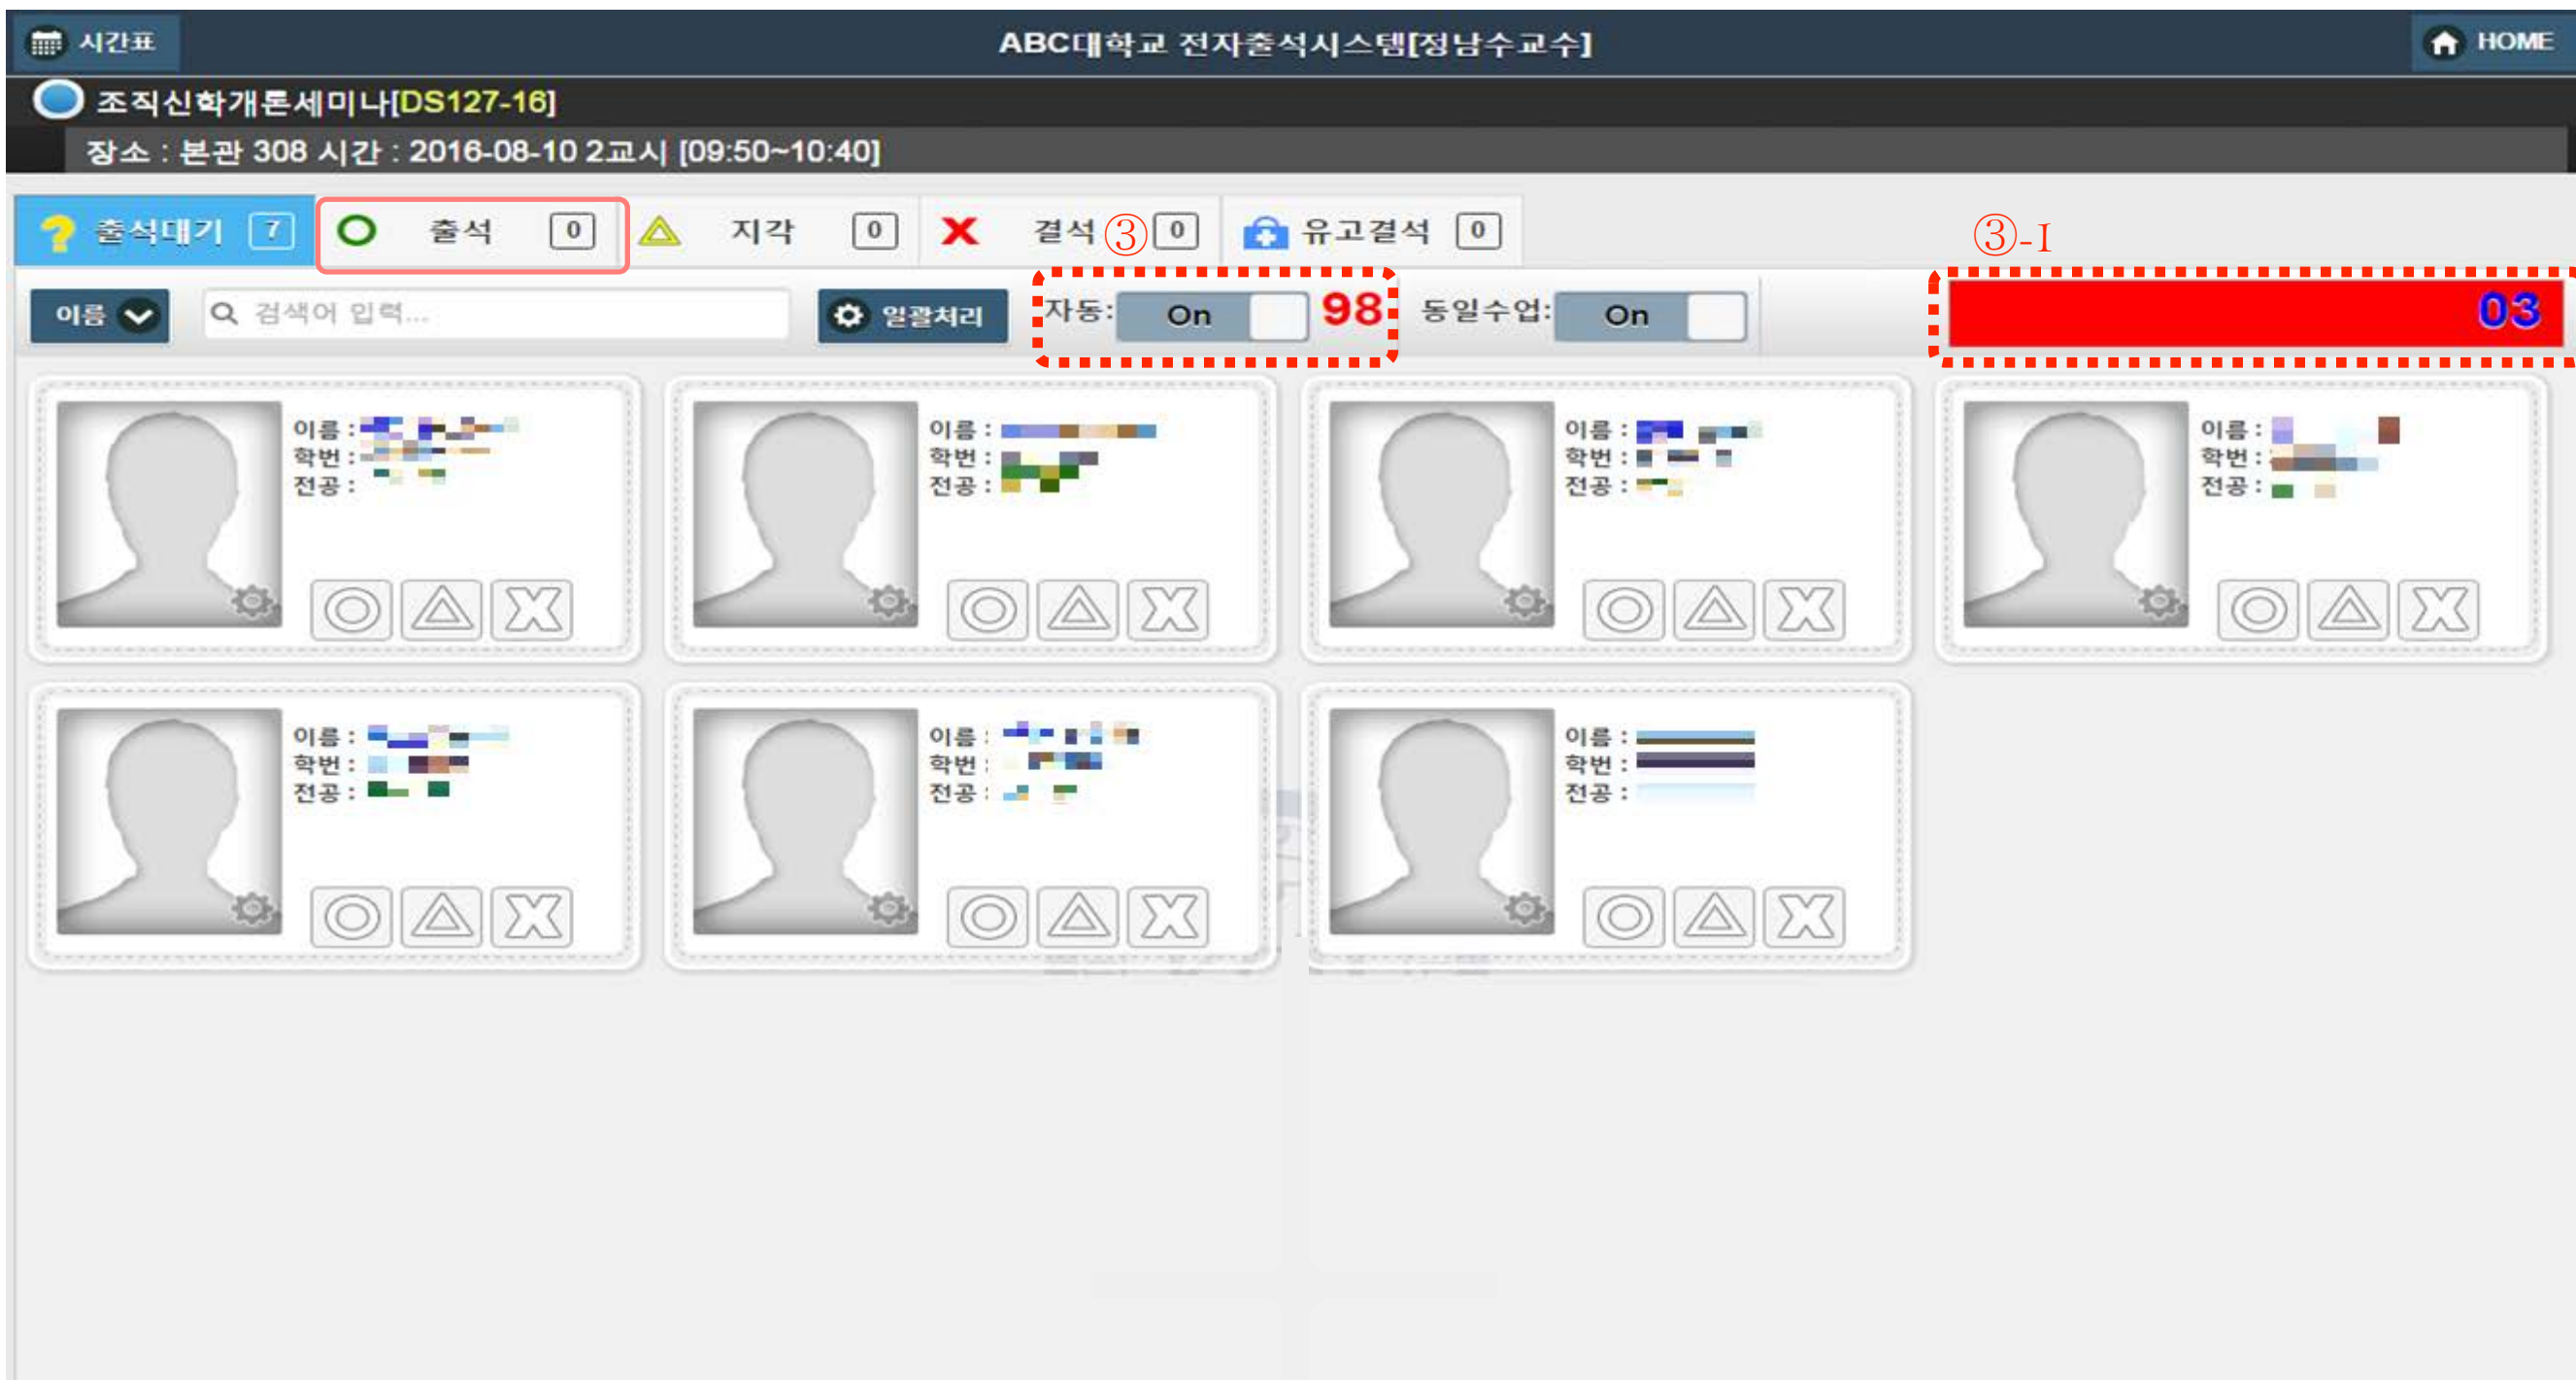 시간표
ABC대학교 전자출석시스템[정남수교수]
HOME
조직신학개론세미나[DS127-16]
장소 : 본관 308 시간 : 2016-08-10 2교시 [09:50~10:40]
? 출석대기 7
출석 0
지각 0
X 결석 0
유고결석 0
③
③-1
이름
검색어 입력...
일괄처리
자동: On 98
동일수업: On
03
이름 :
학번 :
전공 :
이름 :
학번 :
전공 :
이름 :
학번 :
전공 :
이름 :
학번 :
전공 :
이름 :
학번 :
전공 :
이름 :
학번 :
전공 :
이름 :
학번 :
전공 :